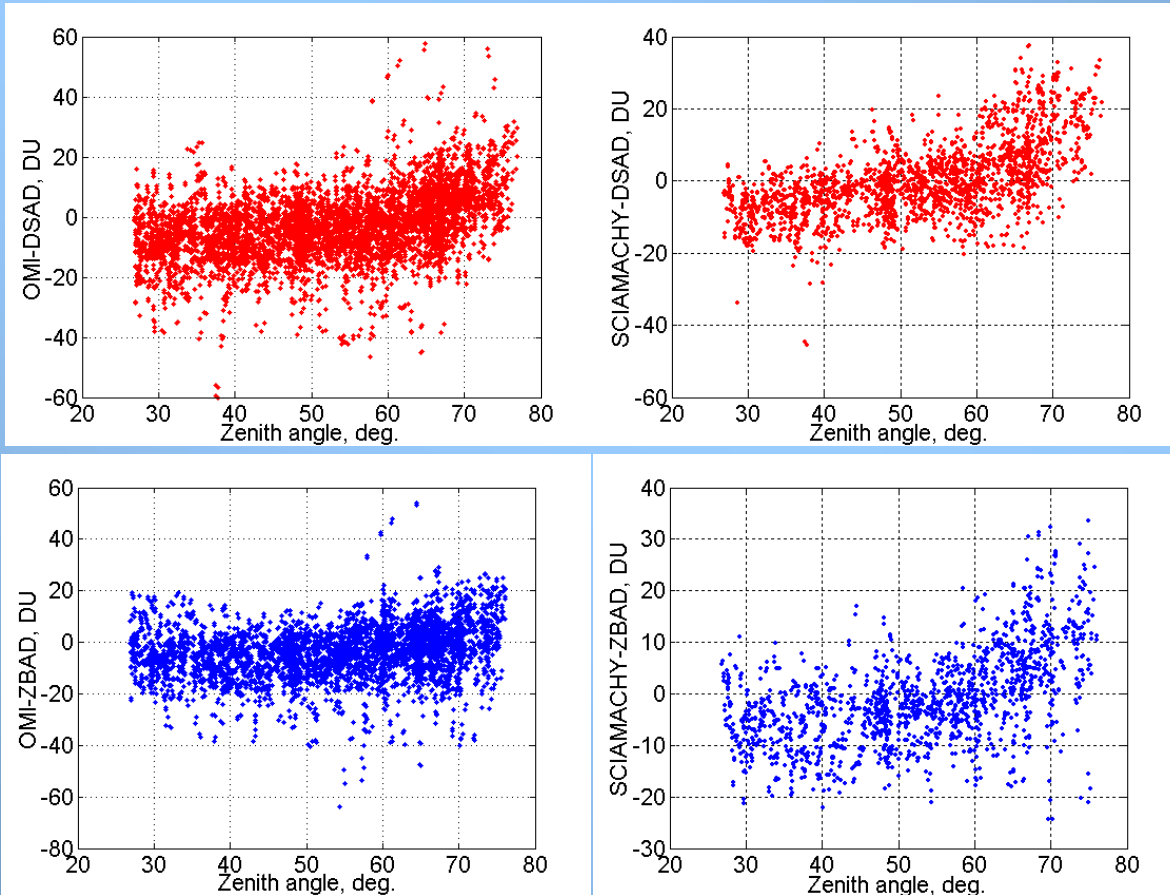 60
40
20
0
-20
-40
-60
20 30 40 50 60 70 80
Zenith angle, deg.
OMI-DSAD, DU
40
20
0
-20
-40
-60
20 30 40 50 60 70 80
Zenith angle, deg.
SCIAMACHY-DSAD, DU
60
40
20
0
-20
-40
-60
-80
20 30 40 50 60 70 80
Zenith angle, deg.
OMI-ZBAD, DU
40
30
20
10
0
-10
-20
-30
20 30 40 50 60 70 80
Zenith angle, deg.
SCIAMACHY-ZBAD, DU